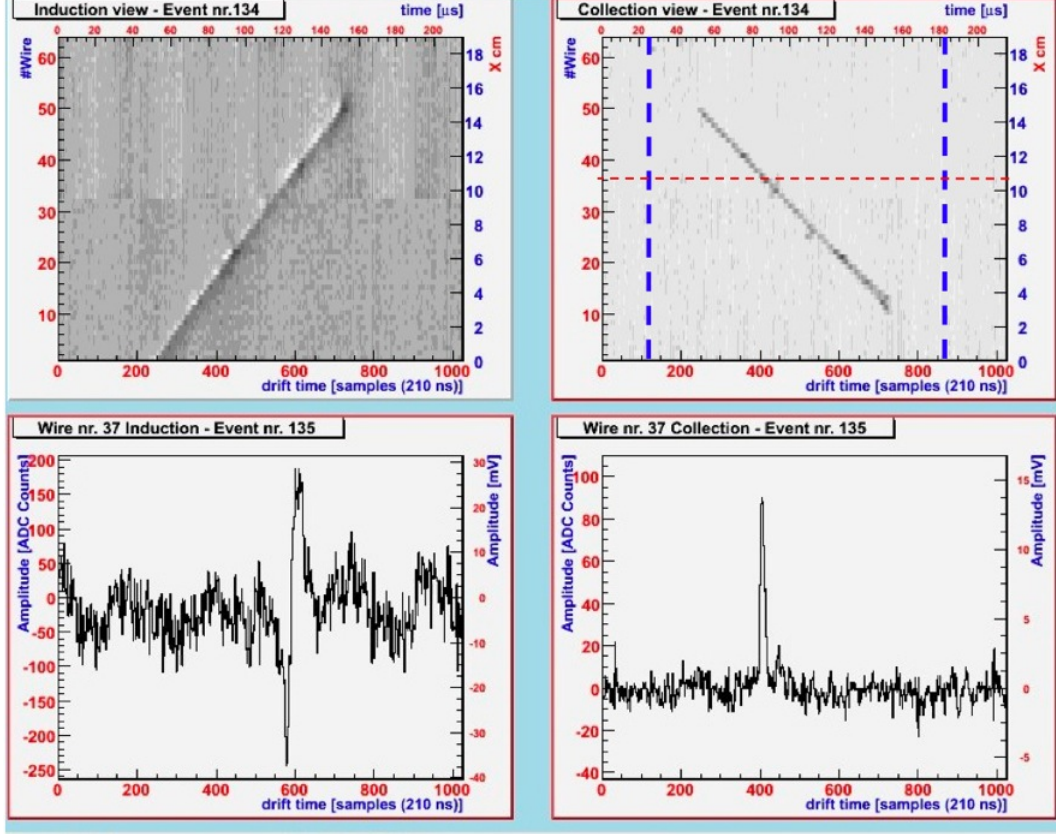 Induction view - Event nr.134
time [µs]
0 20 40 60 80 100 120 140 160 180 200
#Wire
X cm
60
50
40
30
20
10
18
16
14
12
10
8
6
4
2
0
0 200 400 600 800 1000
drift time [samples (210 ns)]
Collection view - Event nr.134
time [µs]
0 20 40 60 80 100 120 140 160 180 200
#Wire
X cm
60
50
40
30
20
10
18
16
14
12
10
8
6
4
2
0
0 200 400 600 800 1000
drift time [samples (210 ns)]
Wire nr. 37 Induction - Event nr. 135
Amplitude [ADC Counts]
Amplitude [mV]
200
150
100
50
0
-50
-100
-150
-200
-250
30
20
10
0
-10
-20
-30
-40
0 200 400 600 800 1000
drift time [samples (210 ns)]
Wire nr. 37 Collection - Event nr. 135
Amplitude [ADC Counts]
Amplitude [mV]
100
80
60
40
20
0
-20
-40
15
10
5
0
-5
0 200 400 600 800 1000
drift time [samples (210 ns)]